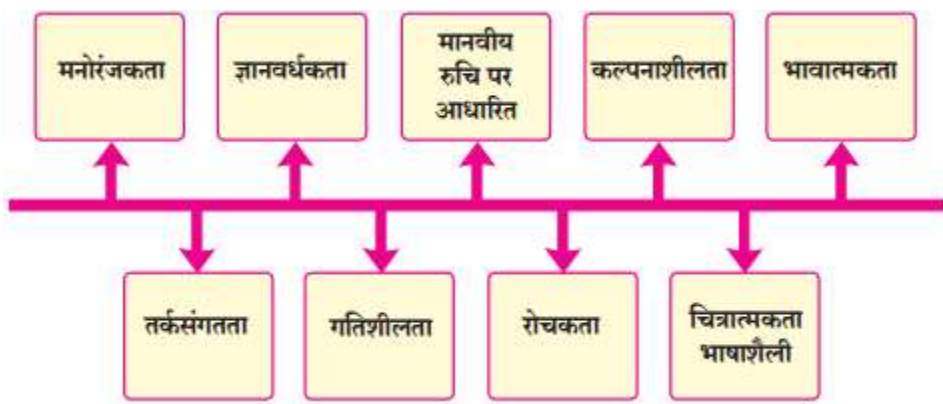 मनोरंजकता
ज्ञानवर्धकता
मानवीय
रुचि पर
आधारित
कल्पनाशीलता
भावात्मकता
तर्कसंगतता
गतिशीलता
रोचकता
चित्रात्मकता
भाषाशैली